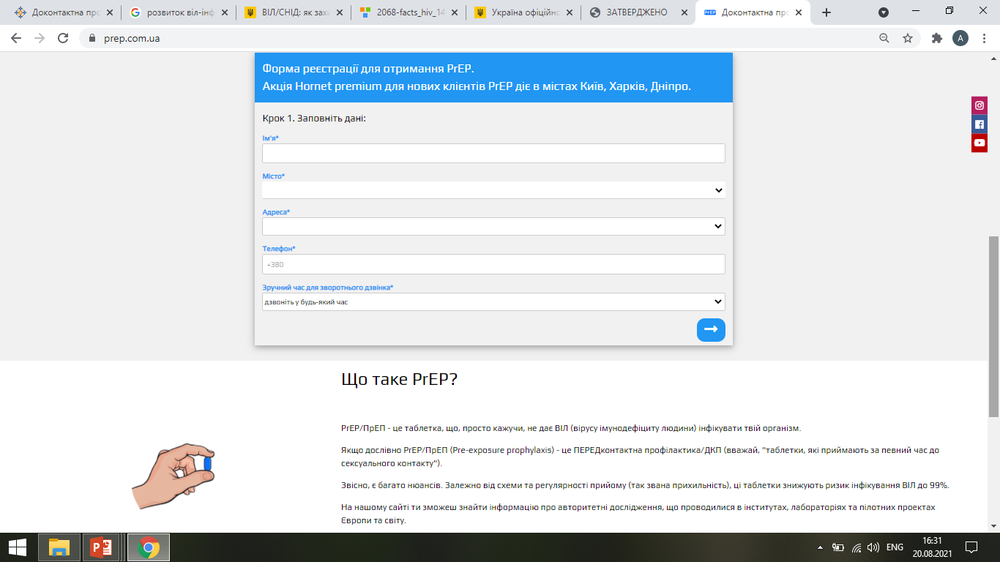 Доконтактна про
розвиток віл-інф
ВІЛ/СНІД: як захи
2068-facts_hiv_14
Україна офіційно
ЗАТВЕРДЖЕНО
PrEP
Доконтактна про
prep.com.ua
A
Форма реєстрації для отримання PrEP.
Акція Hornet premium для нових клієнтів PrEP діє в містах Київ, Харків, Дніпро.
Крок 1. Заповніть дані:
Ім'я*
Місто*
Адреса*
Телефон*
+380
Зручний час для зворотнього дзвінка*
дзвоніть у будь-який час
Що таке PrEP?
PrEP/ПрЕП - це таблетка, що, просто кажучи, не дає ВІЛ (вірусу імунодефіциту людини) інфікувати твій організм.
Якщо дослівно PrEP/ПрЕП (Pre-exposure prophylaxis) - це ПЕРЕДконтактна профілактика/ДКП (вважай, "таблетки, які приймають за певний час до
сексуального контакту").
Звісно, є багато нюансів. Залежно від схеми та регулярності прийому (так звана прихильність), ці таблетки знижують ризик інфікування ВІЛ до 99%.
На нашому сайті ти зможеш знайти інформацію про авторитетні дослідження, що проводилися в інститутах, лабораторіях та пілотних проектах
Європи та світу.
ENG
16:31
20.08.2021